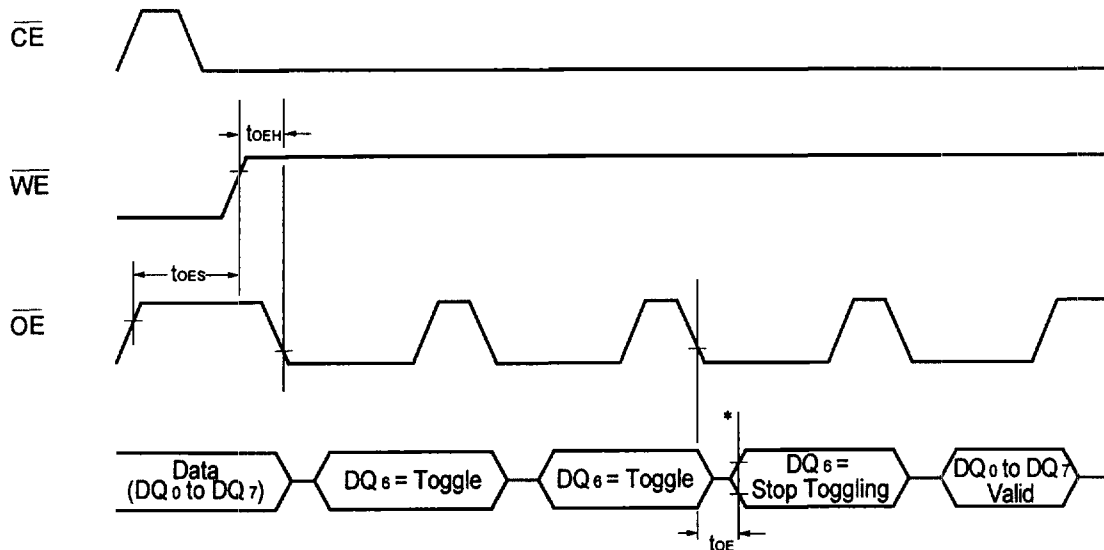 CE
tOEH
WE
tOES
OE
*
Data
(DQ0 to DQ7)
DQ6 = Toggle
DQ6 = Toggle
DQ6 =
Stop Toggling
DQ0 to DQ7
Valid
tOE